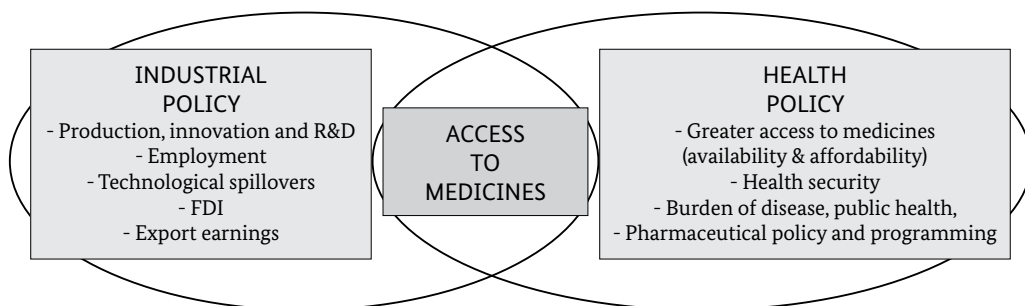 INDUSTRIAL
POLICY
- Production, innovation and R&D
- Employment
- Technological spillovers
- FDI
- Export earnings
ACCESS
TO
MEDICINES
HEALTH
POLICY
- Greater access to medicines
(availability & affordability)
- Health security
- Burden of disease, public health,
- Pharmaceutical policy and programming